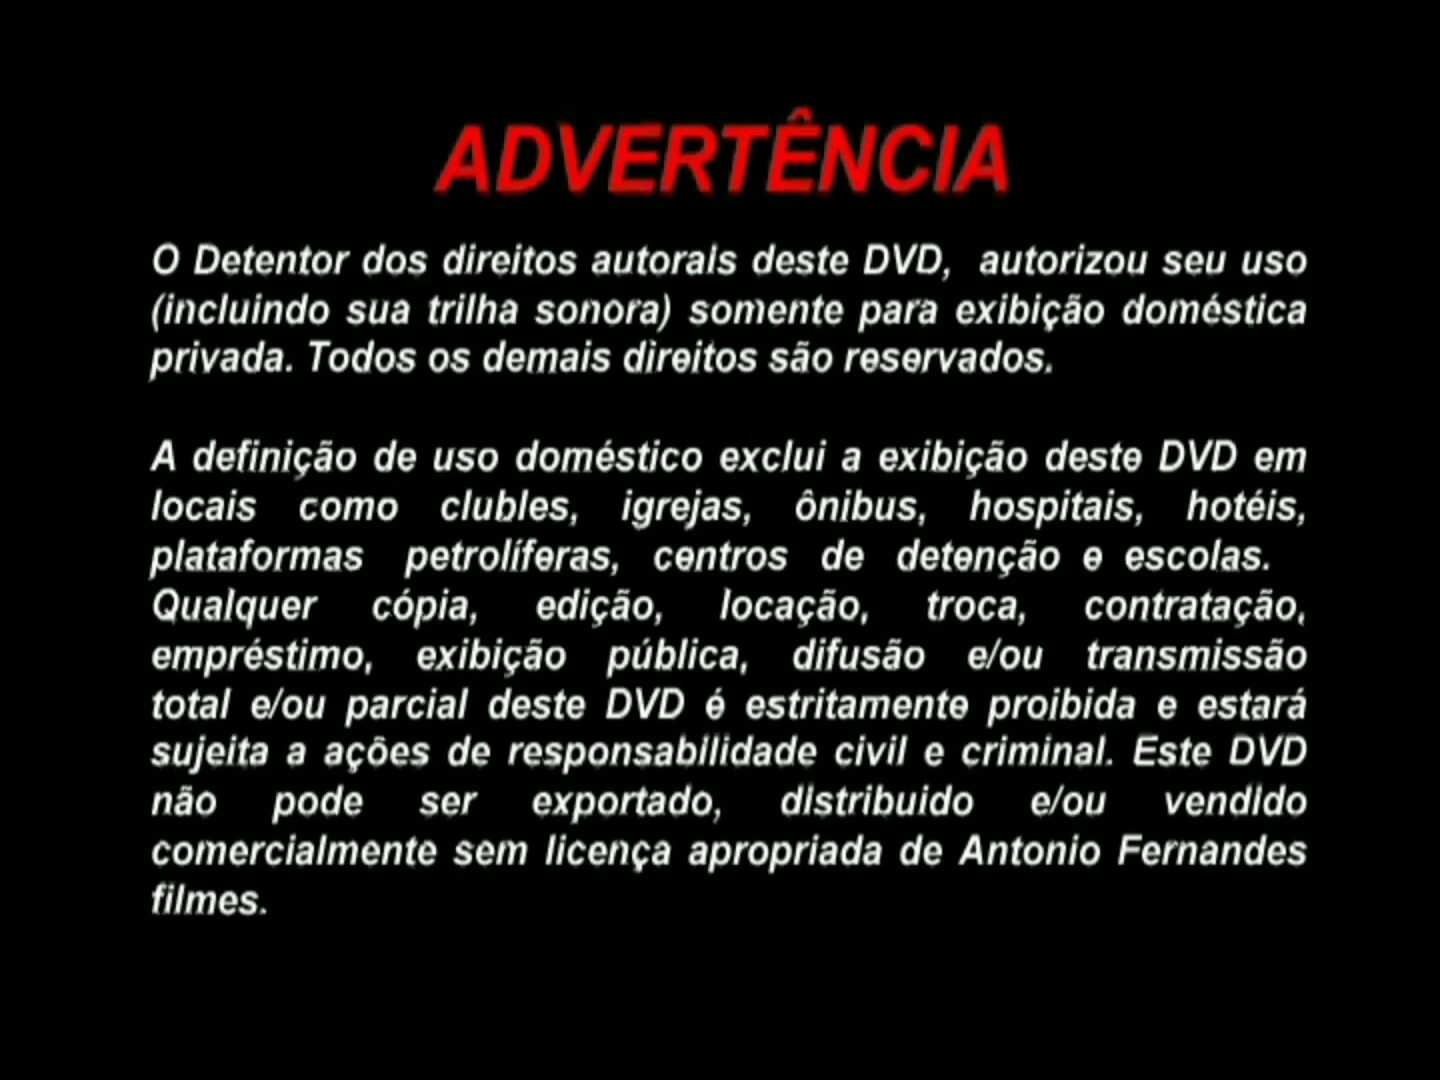 ADVERTÊNCIA
O Detentor dos direitos autorais deste DVD, autorizou seu uso
(incluindo sua trilha sonora) somente para exibição doméstica
privada. Todos os demais direitos são reservados.
A definição de uso doméstico exclui a exibição deste DVD em
locais como clubles, igrejas, ônibus, hospitais, hotéis,
plataformas petrolíferas, centros de detenção e escolas.
Qualquer cópia, edição, locação, troca, contratação,
empréstimo, exibição pública, difusão e/ou transmissão
total e/ou parcial deste DVD é estritamente proibida e estará
sujeita a ações de responsabilidade civil e criminal. Este DVD
não pode ser exportado, distribuido e/ou vendido
comercialmente sem licença apropriada de Antonio Fernandes
filmes.